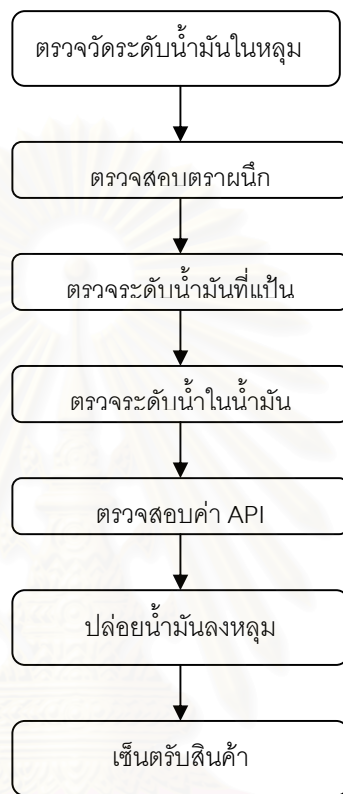 ตรวจวัดระดับน้ำมันในหลุม
ตรวจสอบตราผนึก
ตรวจระดับน้ำมันที่แป้น
ตรวจระดับน้ำในน้ำมัน
ตรวจสอบค่า API
ปล่อยน้ำมันลงหลุม
เซ็นตรับสินค้า